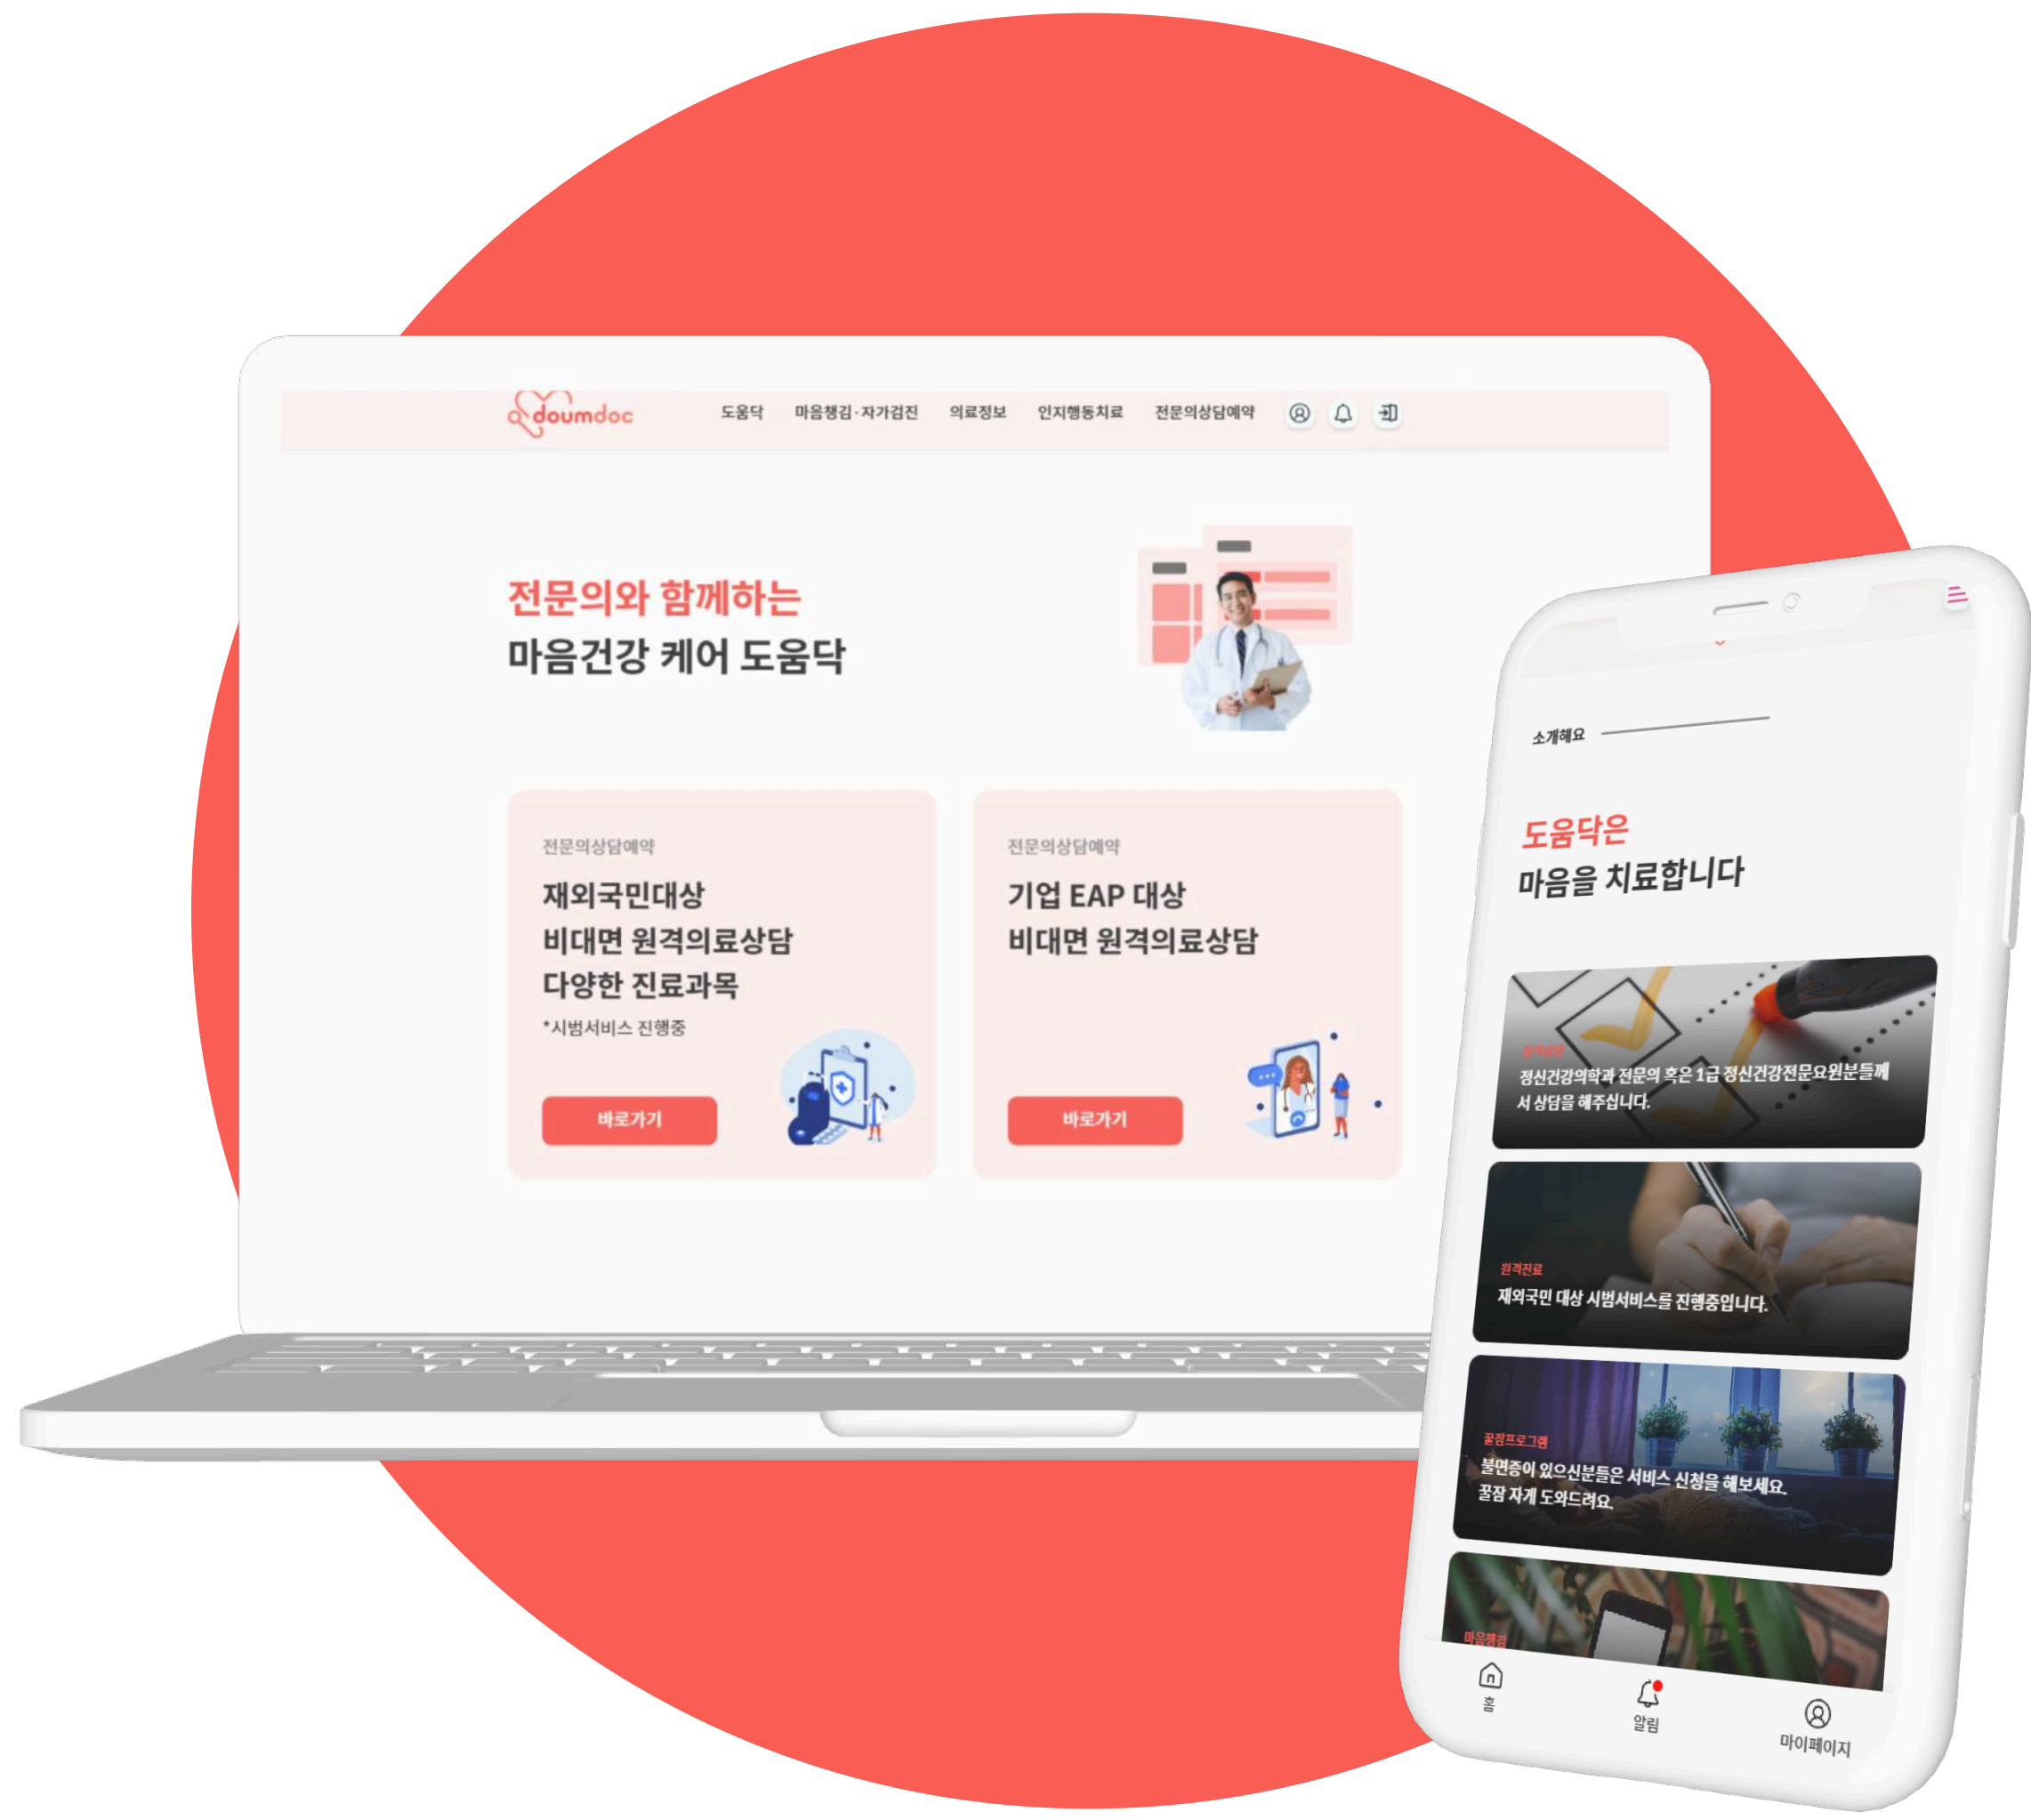 doumdoc
도움닥 마음챙김·자가검진 의료정보 인지행동치료 전문의상담예약
전문의와 함께하는
마음건강 케어 도움닥
전문의상담예약
재외국민대상
비대면 원격의료상담
다양한 진료과목
*시범서비스 진행중
바로가기
전문의상담예약
기업 EAP 대상
비대면 원격의료상담
바로가기
소개해요
도움닥은
마음을 치료합니다
정신건강의학과 전문의 혹은 1급 정신건강전문요원분들께
서 상담을 해주십니다.
원격진료
재외국민 대상 시범서비스를 진행중입니다.
꿀잠프로그램
불면증이 있으신분들은 서비스 신청을 해보세요.
꿀잠 자게 도와드려요.
마음챙김
홈
알림
마이페이지